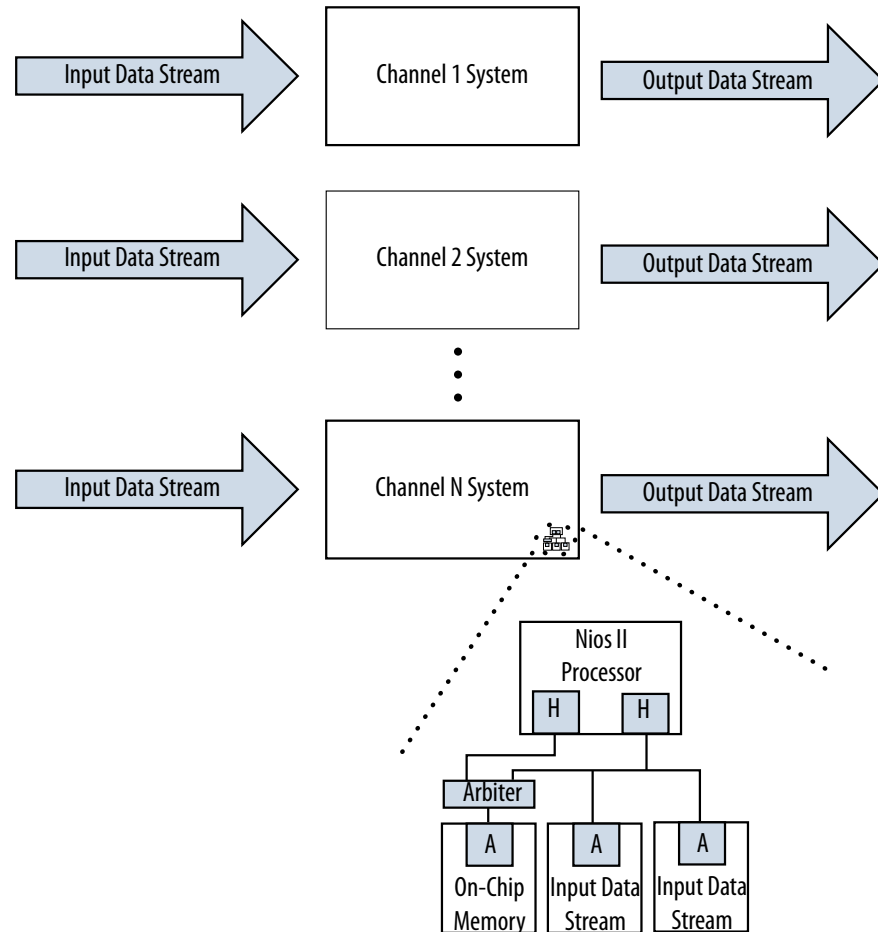 Input Data Stream
Channel 1 System
Output Data Stream
Input Data Stream
Channel 2 System
Output Data Stream
Input Data Stream
Channel N System
Output Data Stream
Nios II
Processor
H
H
Arbiter
A
A
A
On-Chip
Memory
Input Data
Stream
Input Data
Stream